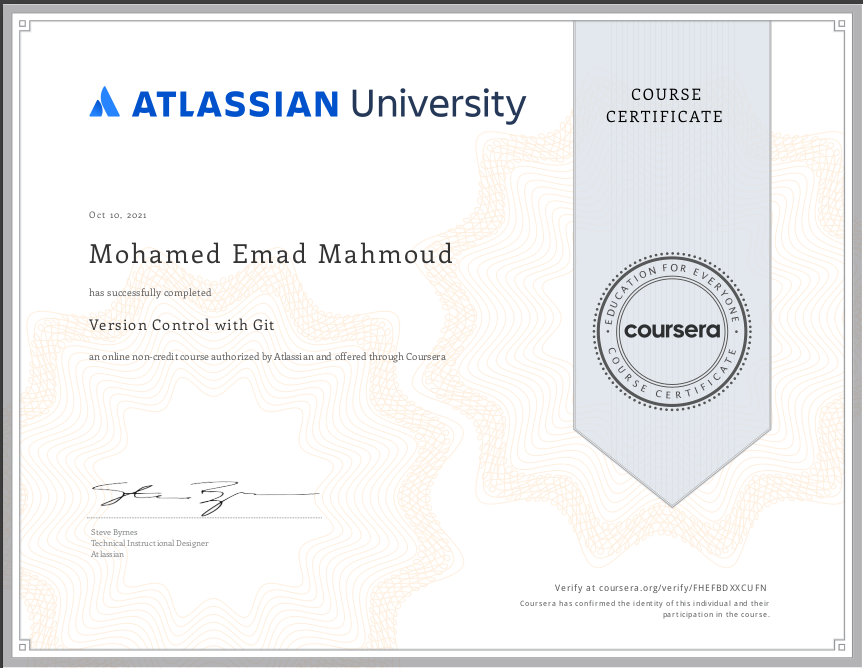 ATLASSIAN University
COURSE
CERTIFICATE
Oct 10, 2021
Mohamed Emad Mahmoud
has successfully completed
Version Control with Git
an online non-credit course authorized by Atlassian and offered through Coursera
EDUCATION FOR EVERYONE
coursera
COURSE CERTIFICATE
Steve Byrnes
Technical Instructional Designer
Atlassian
Verify at coursera.org/verify/FHEFBDXXCUFN
Coursera has confirmed the identity of this individual and their
participation in the course.